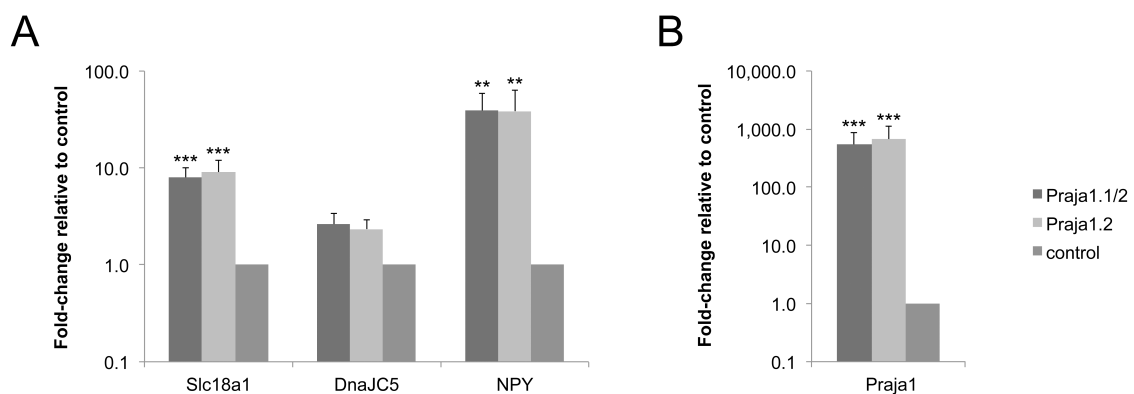 A
Fold-change relative to control
100.0
10.0
1.0
0.1
***
***
**
**
Slc18a1
DnaJC5
NPY
B
Fold-change relative to control
10,000.0
1,000.0
100.0
10.0
1.0
0.1
***
***
Praja1
Praja1.1/2
Praja1.2
control